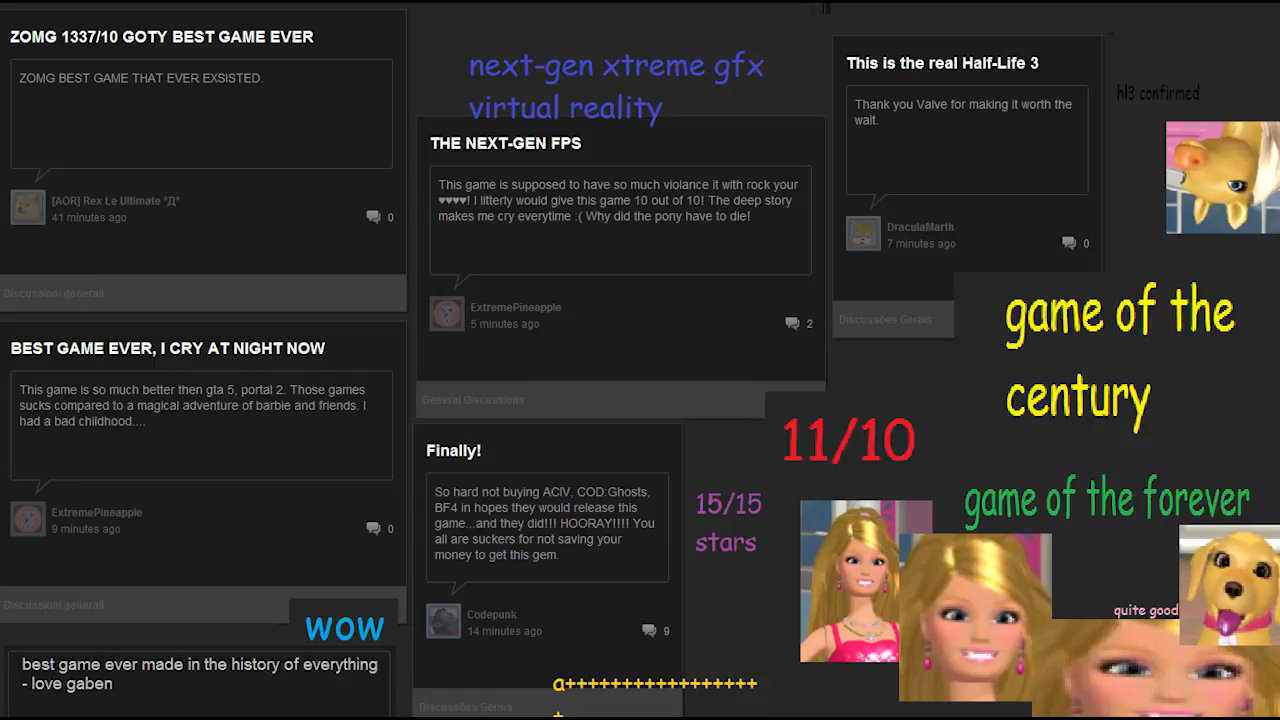 ZOMG 1337/10 GOTY BEST GAME EVER
ZOMG BEST GAME THAT EVER EXSISTED.
[AOR] Rex Le Ultimate "Д"
41 minutes ago
0
Discussioni generali
BEST GAME EVER, I CRY AT NIGHT NOW
This game is so much better then gta 5, portal 2. Those games
sucks compared to a magical adventure of barbie and friends. I
had a bad childhood....
ExtremePineapple
9 minutes ago
0
Discussioni generali
wow
best game ever made in the history of everything
- love gaben
next-gen xtreme gfx
virtual reality
THE NEXT-GEN FPS
This game is supposed to have so much violance it with rock your
♥♥♥♥! I litterly would give this game 10 out of 10! The deep story
makes me cry everytime :( Why did the pony have to die!
ExtremePineapple
5 minutes ago
2
General Discussions
Finally!
So hard not buying ACIV, COD:Ghosts,
BF4 in hopes they would release this
game...and they did!!! HOORAY!!!! You
all are suckers for not saving your
money to get this gem.
Codepunk
14 minutes ago
9
Discussões Gerais
a+++++++++++++++++
+
This is the real Half-Life 3
Thank you Valve for making it worth the
wait.
DraculaMarth
7 minutes ago
0
Discussões Gerais
hl3 confirmed
game of the
century
11/10
game of the forever
15/15
stars
quite good